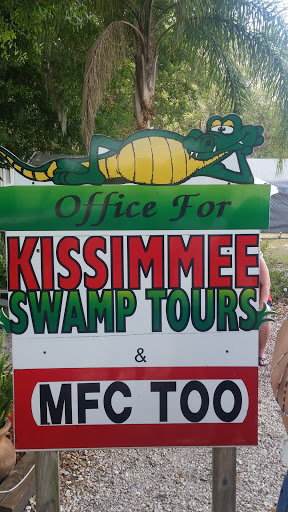 Office For
KISSIMMEE
SWAMP TOURS
&
MFC TOO